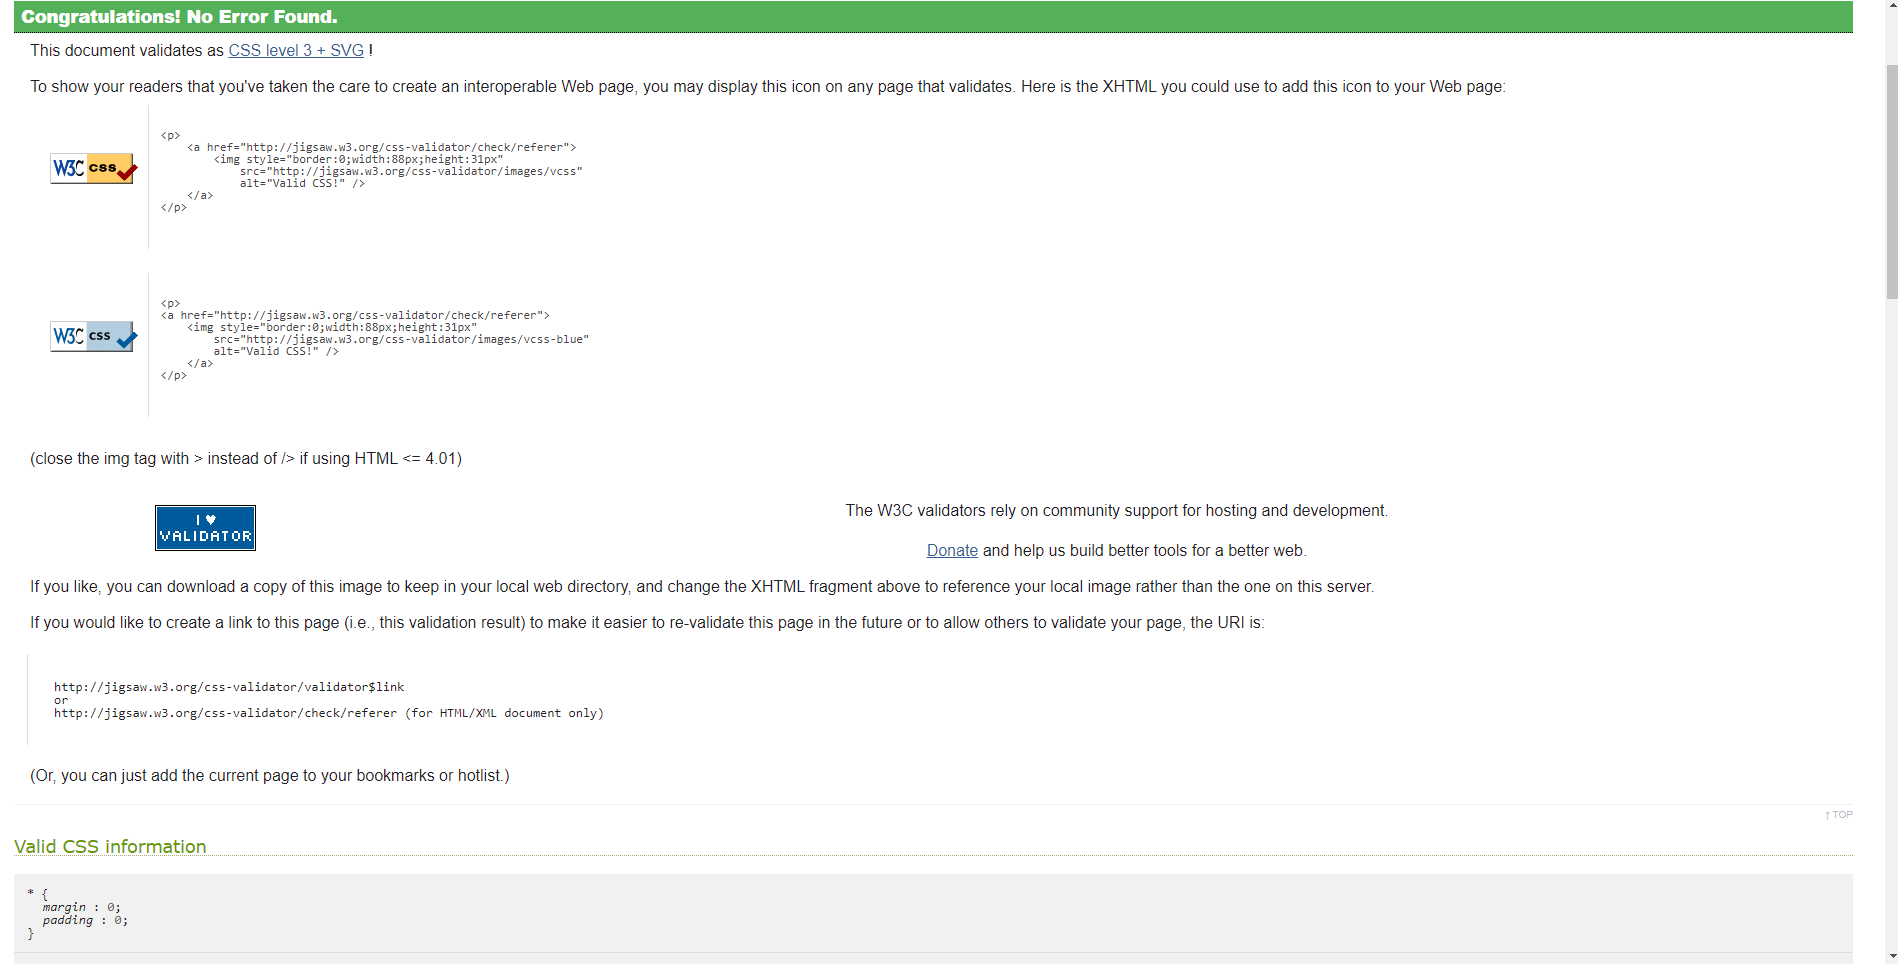 Congratulations! No Error Found.
This document validates as CSS level 3 + SVG !
To show your readers that you've taken the care to create an interoperable Web page, you may display this icon on any page that validates. Here is the XHTML you could use to add this icon to your Web page:
W3C css
<p>
    <a href="http://jigsaw.w3.org/css-validator/check/referer">
        <img style="border:0;width:88px;height:31px"
            src="http://jigsaw.w3.org/css-validator/images/vcss"
            alt="Valid CSS!" />
    </a>
</p>
W3C css
<p>
<a href="http://jigsaw.w3.org/css-validator/check/referer">
    <img style="border:0;width:88px;height:31px"
        src="http://jigsaw.w3.org/css-validator/images/vcss-blue"
        alt="Valid CSS!" />
    </a>
</p>
(close the img tag with > instead of /> if using HTML <= 4.01)
I ♥
VALIDATOR
The W3C validators rely on community support for hosting and development.
Donate and help us build better tools for a better web.
If you like, you can download a copy of this image to keep in your local web directory, and change the XHTML fragment above to reference your local image rather than the one on this server.
If you would like to create a link to this page (i.e., this validation result) to make it easier to re-validate this page in the future or to allow others to validate your page, the URI is:
http://jigsaw.w3.org/css-validator/validator$link
or
http://jigsaw.w3.org/css-validator/check/referer (for HTML/XML document only)
(Or, you can just add the current page to your bookmarks or hotlist.)
↑ TOP
Valid CSS information
* {
  margin : 0;
  padding : 0;
}